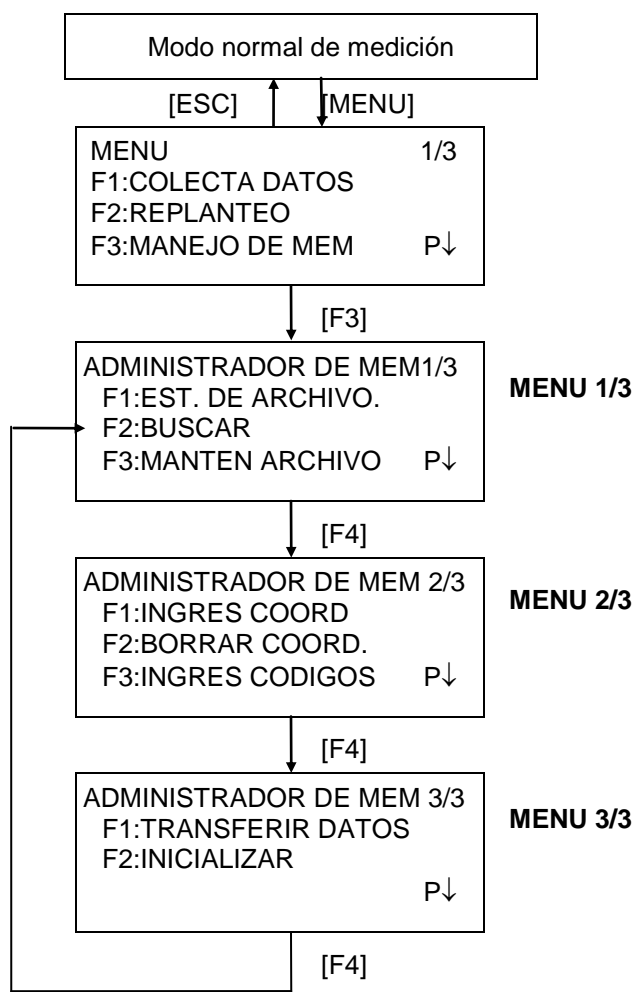 Modo normal de medición
[ESC] [MENU]
MENU 1/3
F1:COLECTA DATOS
F2:REPLANTEO
F3:MANEJO DE MEM P↓
[F3]
ADMINISTRADOR DE MEM1/3
F1:EST. DE ARCHIVO.
F2:BUSCAR
F3:MANTEN ARCHIVO P↓
MENU 1/3
[F4]
ADMINISTRADOR DE MEM 2/3
F1:INGRES COORD
F2:BORRAR COORD.
F3:INGRES CODIGOS P↓
MENU 2/3
[F4]
ADMINISTRADOR DE MEM 3/3
F1:TRANSFERIR DATOS
F2:INICIALIZAR
P↓
MENU 3/3
[F4]